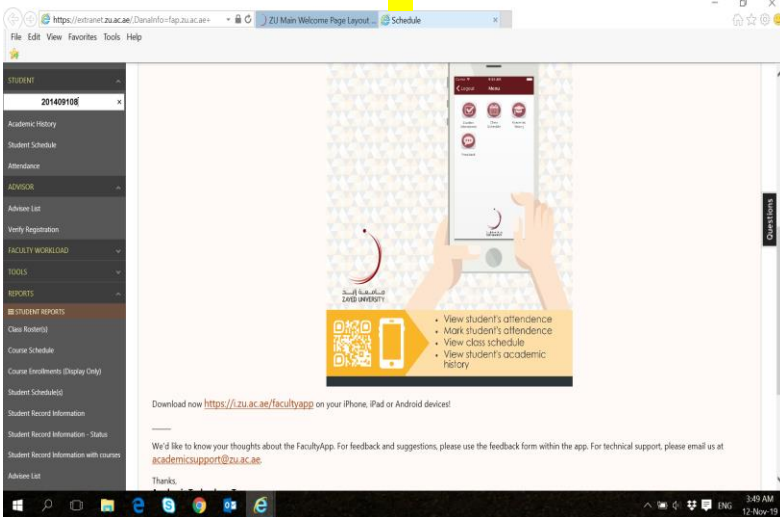 https://extranet.zu.ac.ae/,DanaInfo=fap.zu.ac.ae+
ZU Main Welcome Page Layout ...
Schedule
File Edit View Favorites Tools Help
STUDENT
201409108
Academic History
Student Schedule
Attendance
ADVISOR
Advisee List
Verify Registration
FACULTY WORKLOAD
TOOLS
REPORTS
STUDENT REPORTS
Class Roster(s)
Course Schedule
Course Enrollments (Display Only)
Student Schedule(s)
Student Record Information
Student Record Information - Status
Student Record Information with courses
Advisee List
Logout Menu
جامعة زايد
ZAYED UNIVERSITY
• View student's attendence
• Mark student's attendence
• View class schedule
• View student's academic
history
Download now https://i.zu.ac.ae/facultyapp on your iPhone, iPad or Android devices!
We'd like to know your thoughts about the FacultyApp. For feedback and suggestions, please use the feedback form within the app. For technical support, please email us at
academicsupport@zu.ac.ae.
Thanks,
Questions
ENG
3:49 AM
12-Nov-19